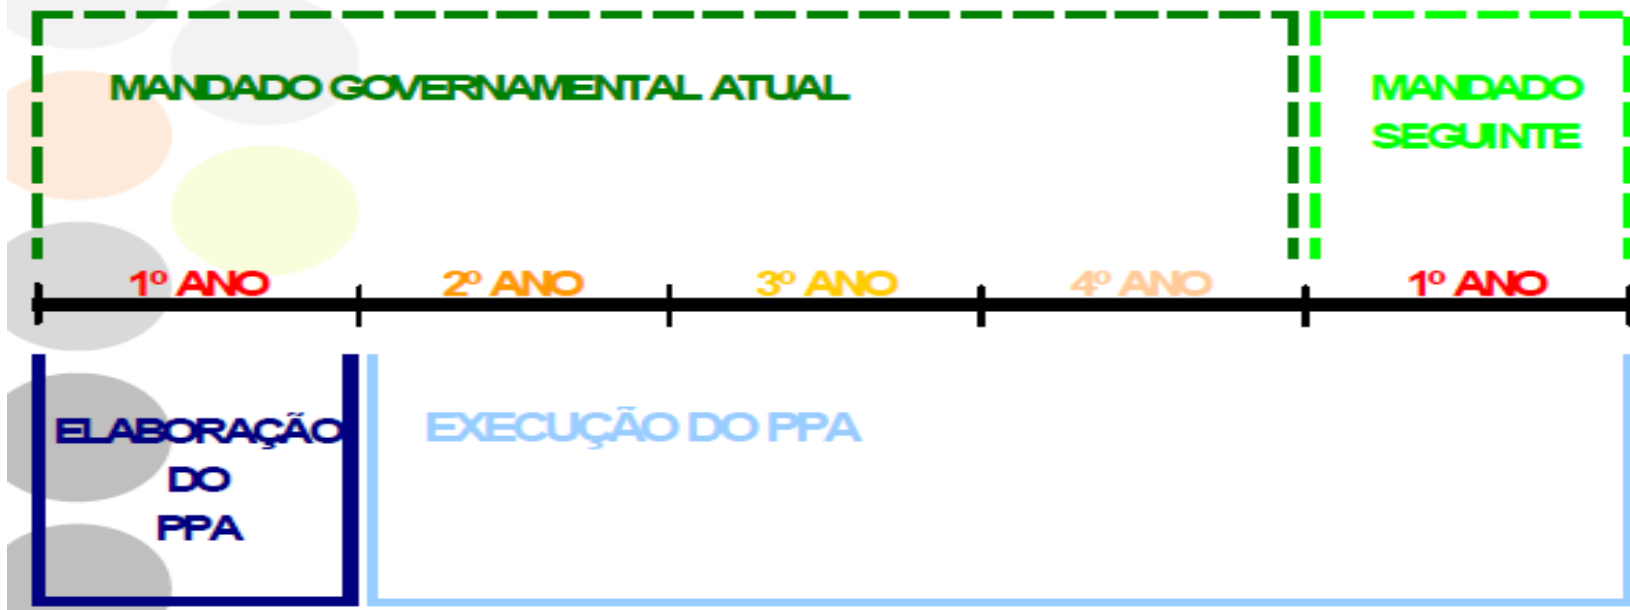 MANDADO GOVERNAMENTAL ATUAL
MANDADO
SEGUINTE
1º ANO
2º ANO
3º ANO
4º ANO
1º ANO
ELABORAÇÃO
DO
PPA
EXECUÇÃO DO PPA